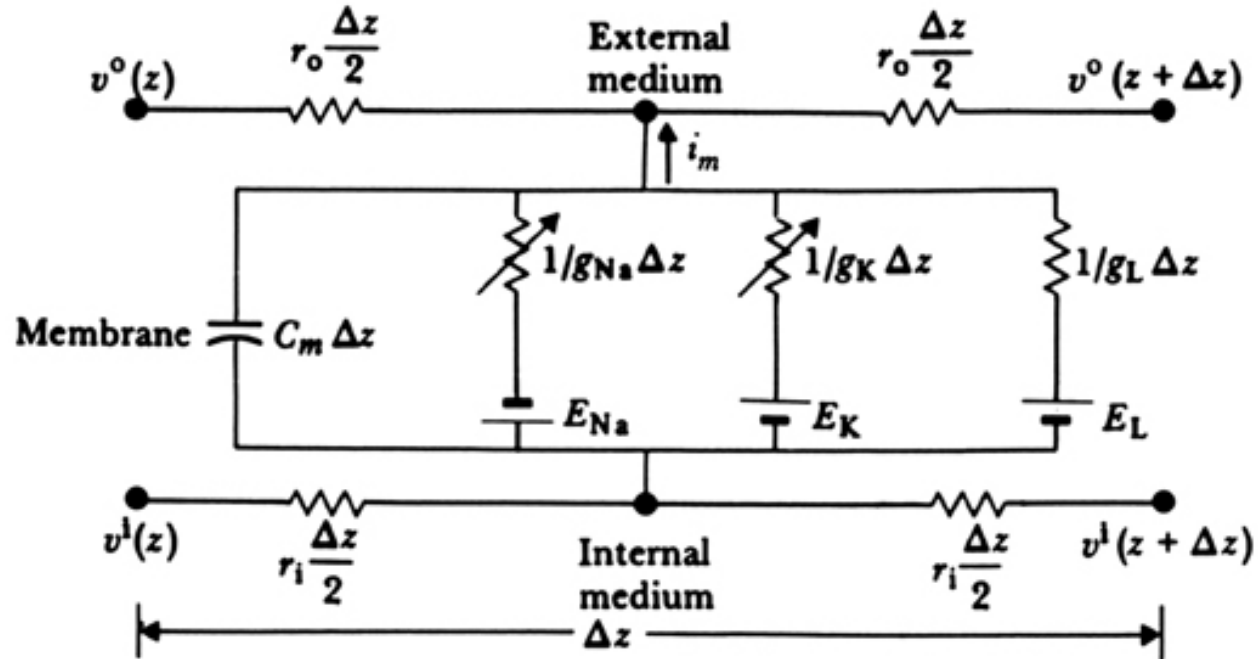 r_o Δz/2
External medium
r_o Δz/2
v^o(z)
v^o(z + Δz)
i_m
1/g_Na Δz
1/g_K Δz
1/g_L Δz
Membrane
C_m Δz
E_Na
E_K
E_L
v^i(z)
r_i Δz/2
Internal medium
r_i Δz/2
v^i(z + Δz)
Δz